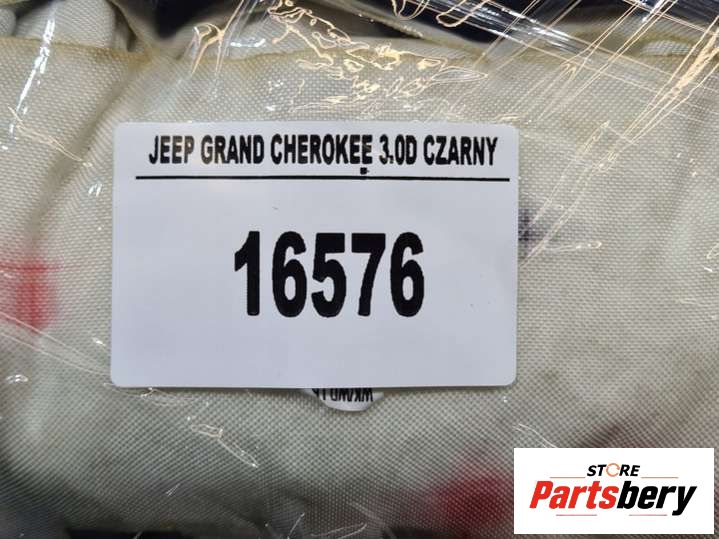 JEEP GRAND CHEROKEE 3.0D CZARNY
16576
STORE
Partsbery